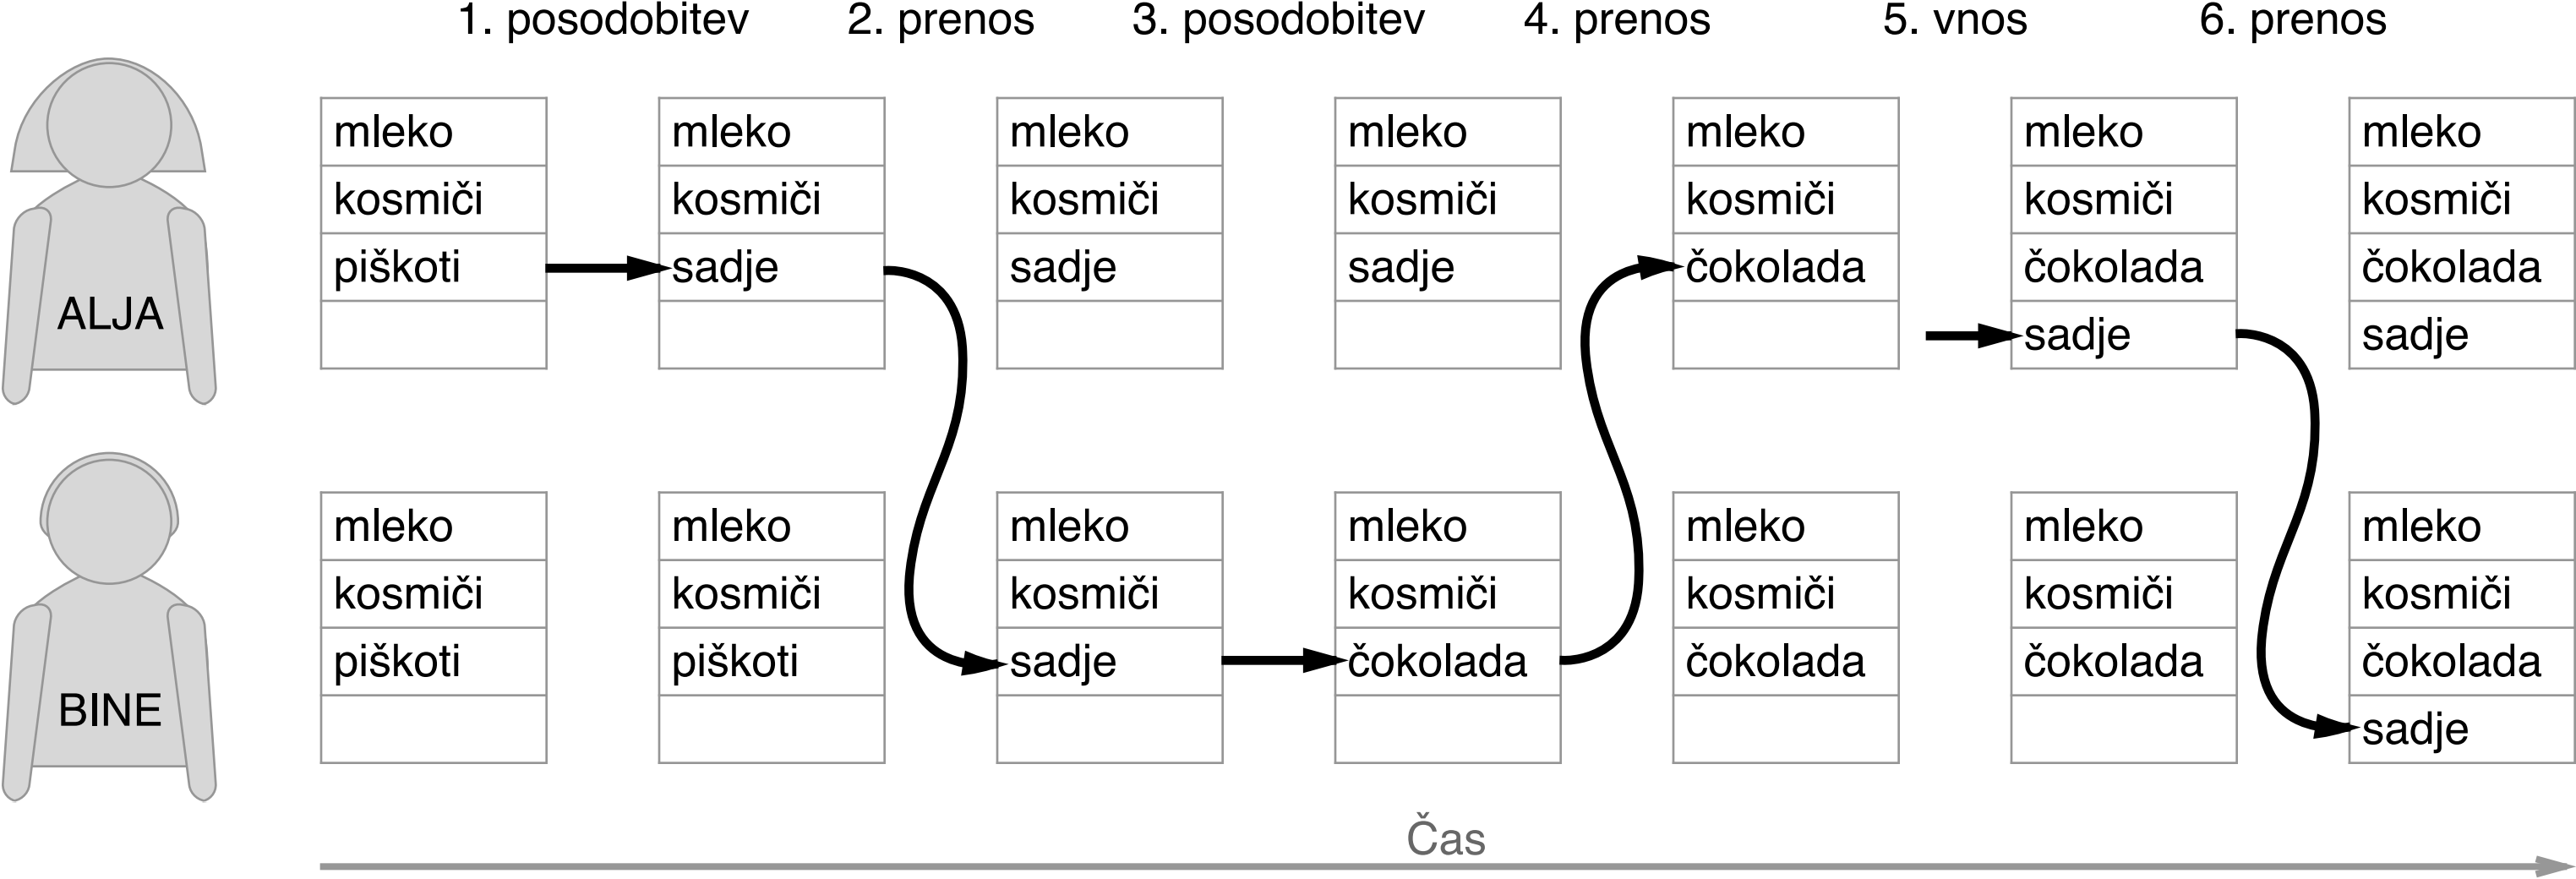 1. posodobitev 2. prenos 3. posodobitev 4. prenos 5. vnos 6. prenos
mleko mleko mleko mleko mleko mleko mleko
kosmiči kosmiči kosmiči kosmiči kosmiči kosmiči kosmiči
piškoti sadje sadje sadje čokolada čokolada čokolada
ALJA
sadje sadje
mleko mleko mleko mleko mleko mleko mleko
kosmiči kosmiči kosmiči kosmiči kosmiči kosmiči kosmiči
piškoti piškoti sadje čokolada čokolada čokolada čokolada
BINE
sadje
Čas